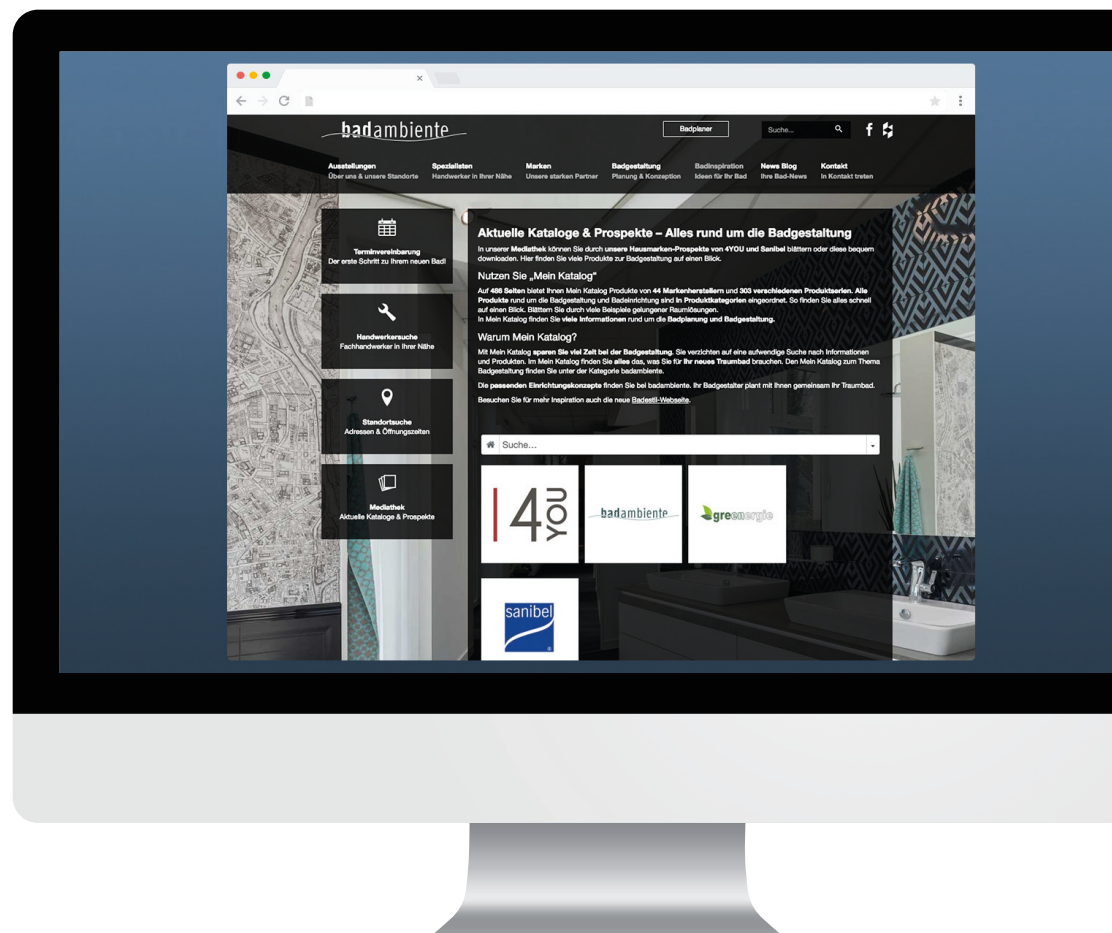 badambiente
Badplaner
Suche...
Ausstellungen
Über uns & unsere Standorte
Spezialisten
Handwerker in Ihrer Nähe
Marken
Unsere starken Partner
Badgestaltung
Planung & Konzeption
Badinspiration
Ideen für Ihr Bad
News Blog
Ihre Bad-News
Kontakt
In Kontakt treten
Terminvereinbarung
Der erste Schritt zu Ihrem neuen Bad!
Handwerkersuche
Fachhandwerker in Ihrer Nähe
Standortsuche
Adressen & Öffnungszeiten
Mediathek
Aktuelle Kataloge & Prospekte
Aktuelle Kataloge & Prospekte – Alles rund um die Badgestaltung
In unserer Mediathek können Sie durch unsere Hausmarken-Prospekte von 4YOU und Sanibel blättern oder diese bequem
downloaden. Hier finden Sie viele Produkte zur Badgestaltung auf einen Blick.
Nutzen Sie „Mein Katalog“
Auf 486 Seiten bietet Ihnen Mein Katalog Produkte von 44 Markenherstellern und 303 verschiedenen Produktserien. Alle
Produkte rund um die Badgestaltung und Badeinrichtung sind in Produktkategorien eingeordnet. So finden Sie alles schnell
auf einen Blick. Blättern Sie durch viele Beispiele gelungener Raumlösungen.
In Mein Katalog finden Sie viele Informationen rund um die Badplanung und Badgestaltung.
Warum Mein Katalog?
Mit Mein Katalog sparen Sie viel Zeit bei der Badgestaltung. Sie verzichten auf eine aufwendige Suche nach Informationen
und Produkten. Im Mein Katalog finden Sie alles das, was Sie für Ihr neues Traumbad brauchen. Den Mein Katalog zum Thema
Badgestaltung finden Sie unter der Kategorie badambiente.
Die passenden Einrichtungskonzepte finden Sie bei badambiente. Ihr Badgestalter plant mit Ihnen gemeinsam Ihr Traumbad.
Besuchen Sie für mehr Inspiration auch die neue Badestil-Webseite.
Suche...
4YOU
badambiente
greenergie
sanibel